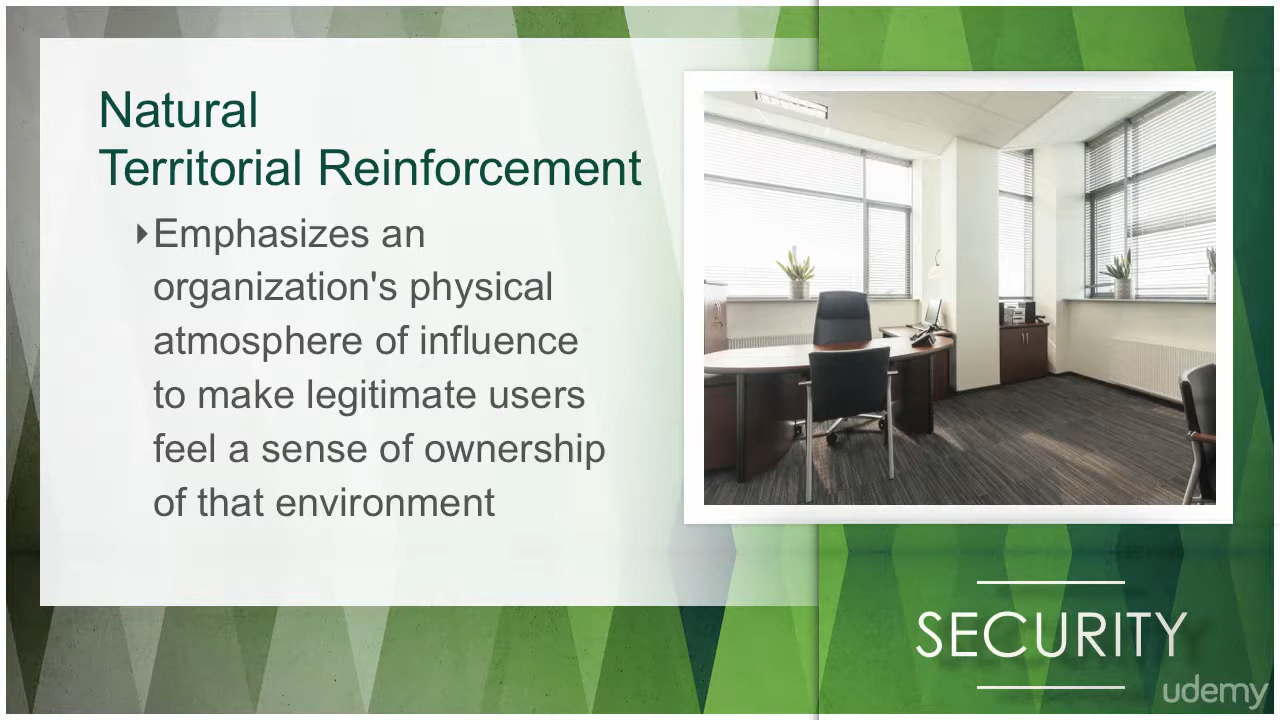 Natural
Territorial Reinforcement
Emphasizes an
organization's physical
atmosphere of influence
to make legitimate users
feel a sense of ownership
of that environment
SECURITY
udemy